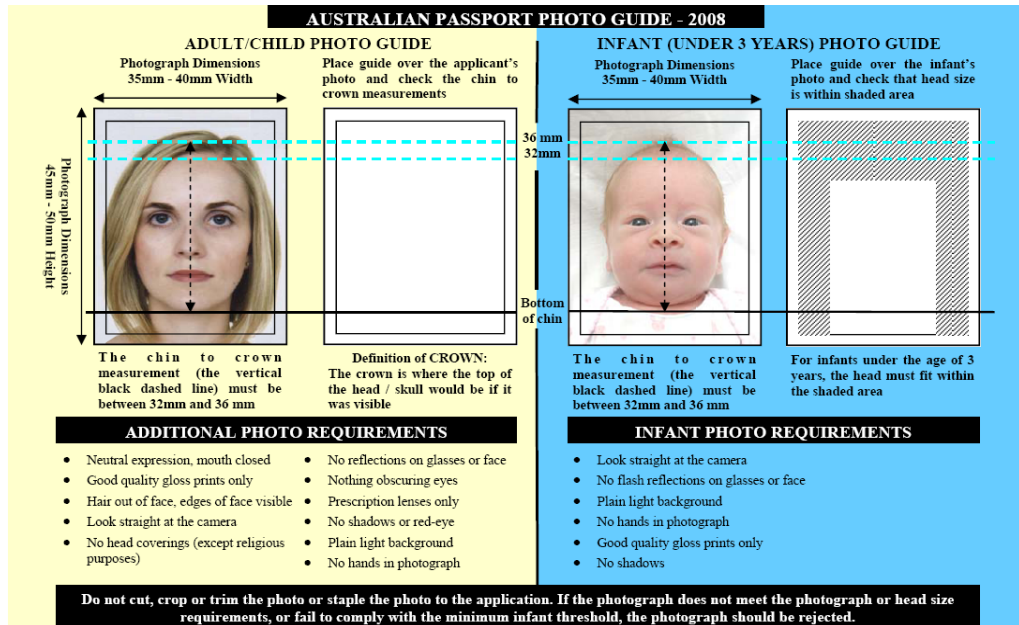 AUSTRALIAN PASSPORT PHOTO GUIDE - 2008
ADULT/CHILD PHOTO GUIDE
Photograph Dimensions
35mm - 40mm Width
Place guide over the applicant's
photo and check the chin to
crown measurements
Photograph Dimensions
45mm - 50mm Height
The chin to crown
measurement (the vertical
black dashed line) must be
between 32mm and 36 mm
Definition of CROWN:
The crown is where the top of
the head / skull would be if it
was visible
36 mm
32mm
Bottom
of chin
INFANT (UNDER 3 YEARS) PHOTO GUIDE
Photograph Dimensions
35mm - 40mm Width
Place guide over the infant's
photo and check that head size
is within shaded area
The chin to crown
measurement (the vertical
black dashed line) must be
between 32mm and 36 mm
For infants under the age of 3
years, the head must fit within
the shaded area
ADDITIONAL PHOTO REQUIREMENTS
• Neutral expression, mouth closed
• Good quality gloss prints only
• Hair out of face, edges of face visible
• Look straight at the camera
• No head coverings (except religious
purposes)
• No reflections on glasses or face
• Nothing obscuring eyes
• Prescription lenses only
• No shadows or red-eye
• Plain light background
• No hands in photograph
INFANT PHOTO REQUIREMENTS
• Look straight at the camera
• No flash reflections on glasses or face
• Plain light background
• No hands in photograph
• Good quality gloss prints only
• No shadows
Do not cut, crop or trim the photo or staple the photo to the application. If the photograph does not meet the photograph or head size
requirements, or fail to comply with the minimum infant threshold, the photograph should be rejected.